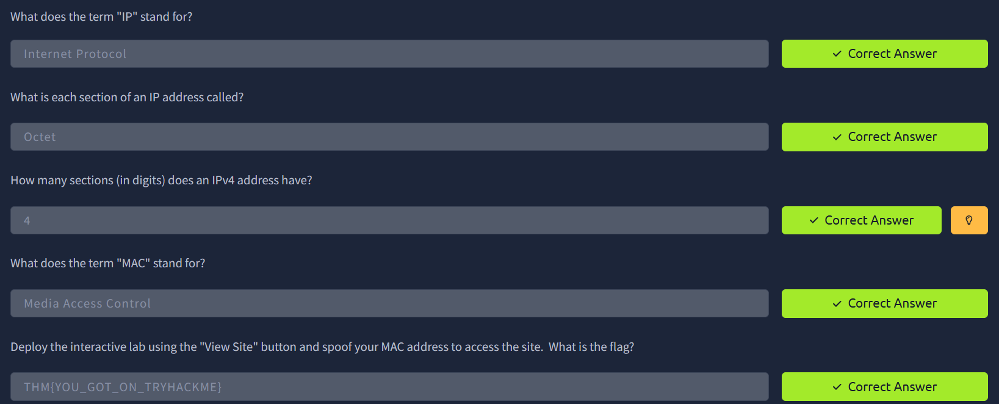 What does the term "IP" stand for?
Internet Protocol
Correct Answer
What is each section of an IP address called?
Octet
Correct Answer
How many sections (in digits) does an IPv4 address have?
4
Correct Answer
What does the term "MAC" stand for?
Media Access Control
Correct Answer
Deploy the interactive lab using the "View Site" button and spoof your MAC address to access the site.  What is the flag?
THM{YOU_GOT_ON_TRYHACKME}
Correct Answer